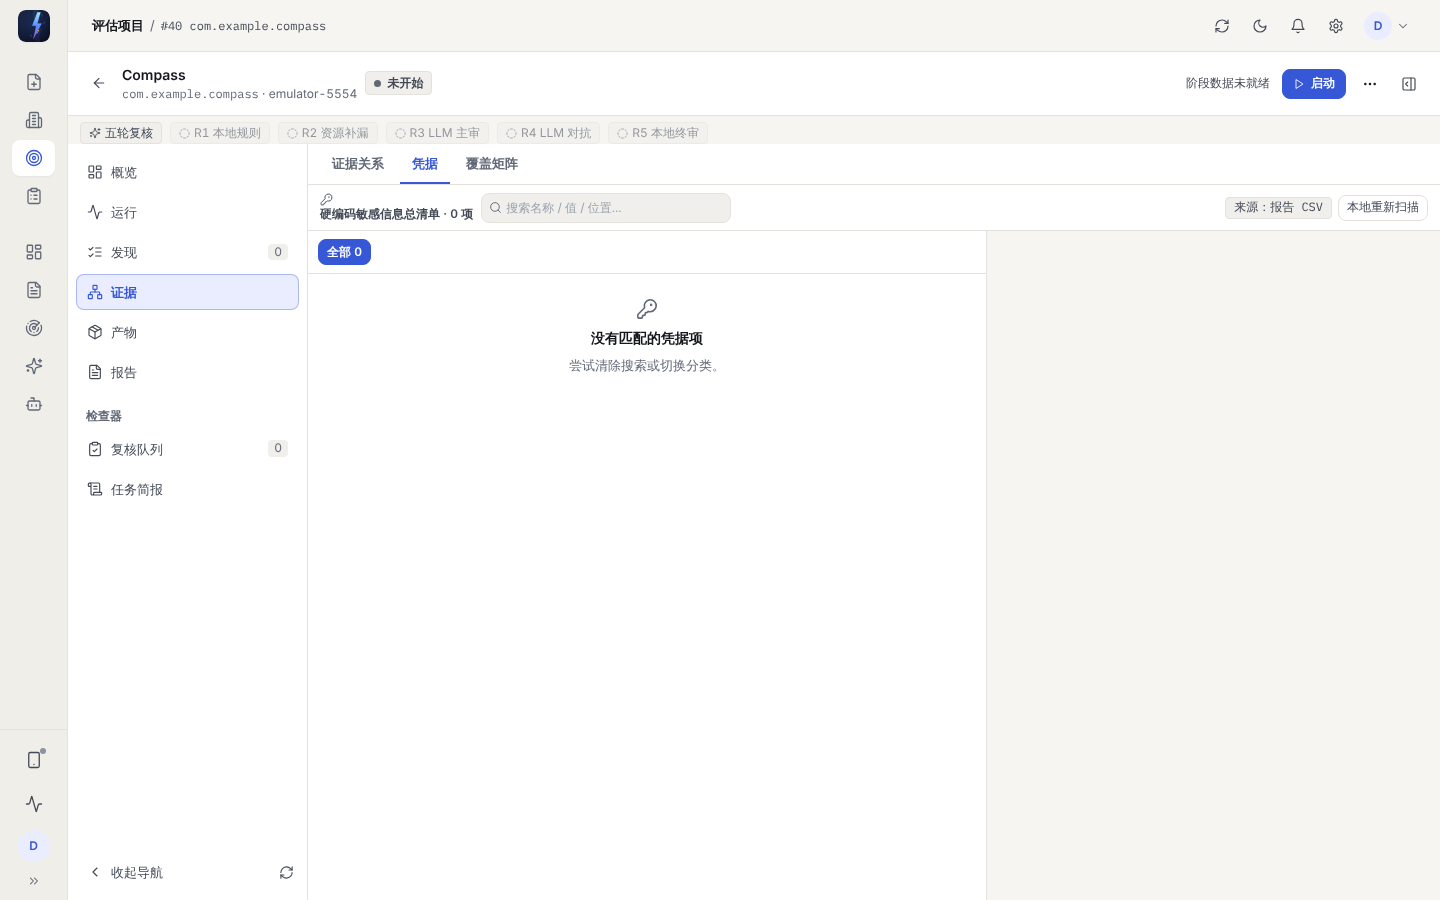 评估项目 / #40 com.example.compass
D
Compass
com.example.compass · emulator-5554
未开始
阶段数据未就绪
启动
五轮复核
R1 本地规则
R2 资源补漏
R3 LLM 主审
R4 LLM 对抗
R5 本地终审
概览
运行
发现 0
证据
产物
报告
检查器
复核队列 0
任务简报
收起导航
证据关系
凭据
覆盖矩阵
硬编码敏感信息总清单 · 0 项
搜索名称 / 值 / 位置...
来源：报告 CSV
本地重新扫描
全部 0
没有匹配的凭据项
尝试清除搜索或切换分类。
D